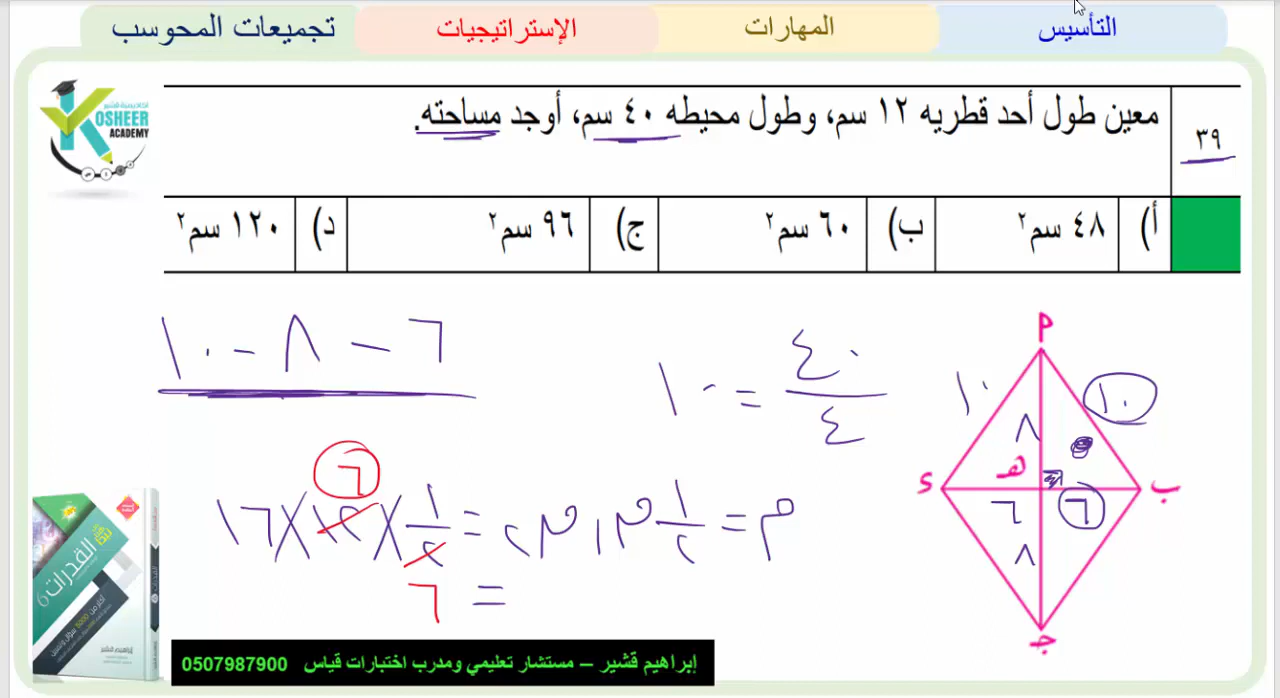 التأسيس
المهارات
الإستراتيجيات
تجميعات المحوسب
KOSHEER
ACADEMY
٣٩
معين طول أحد قطريه ١٢ سم، وطول محيطه ٤٠ سم، أوجد مساحته.
أ) ٤٨ سم٢
ب) ٦٠ سم٢
ج) ٩٦ سم٢
د) ١٢٠ سم٢
٦ – ٨ – ١٠
٤٠/٤ = ١٠
م
١٠
١٠
٨
هـ
ء
ب
٦
٦
٨
جـ
م = ١/٢ م١ م٢ = ١/٢ × ١٢ × ١٦
٦
= ٦
القدرات
إبراهيم قشير – مستشار تعليمي ومدرب اختبارات قياس 0507987900